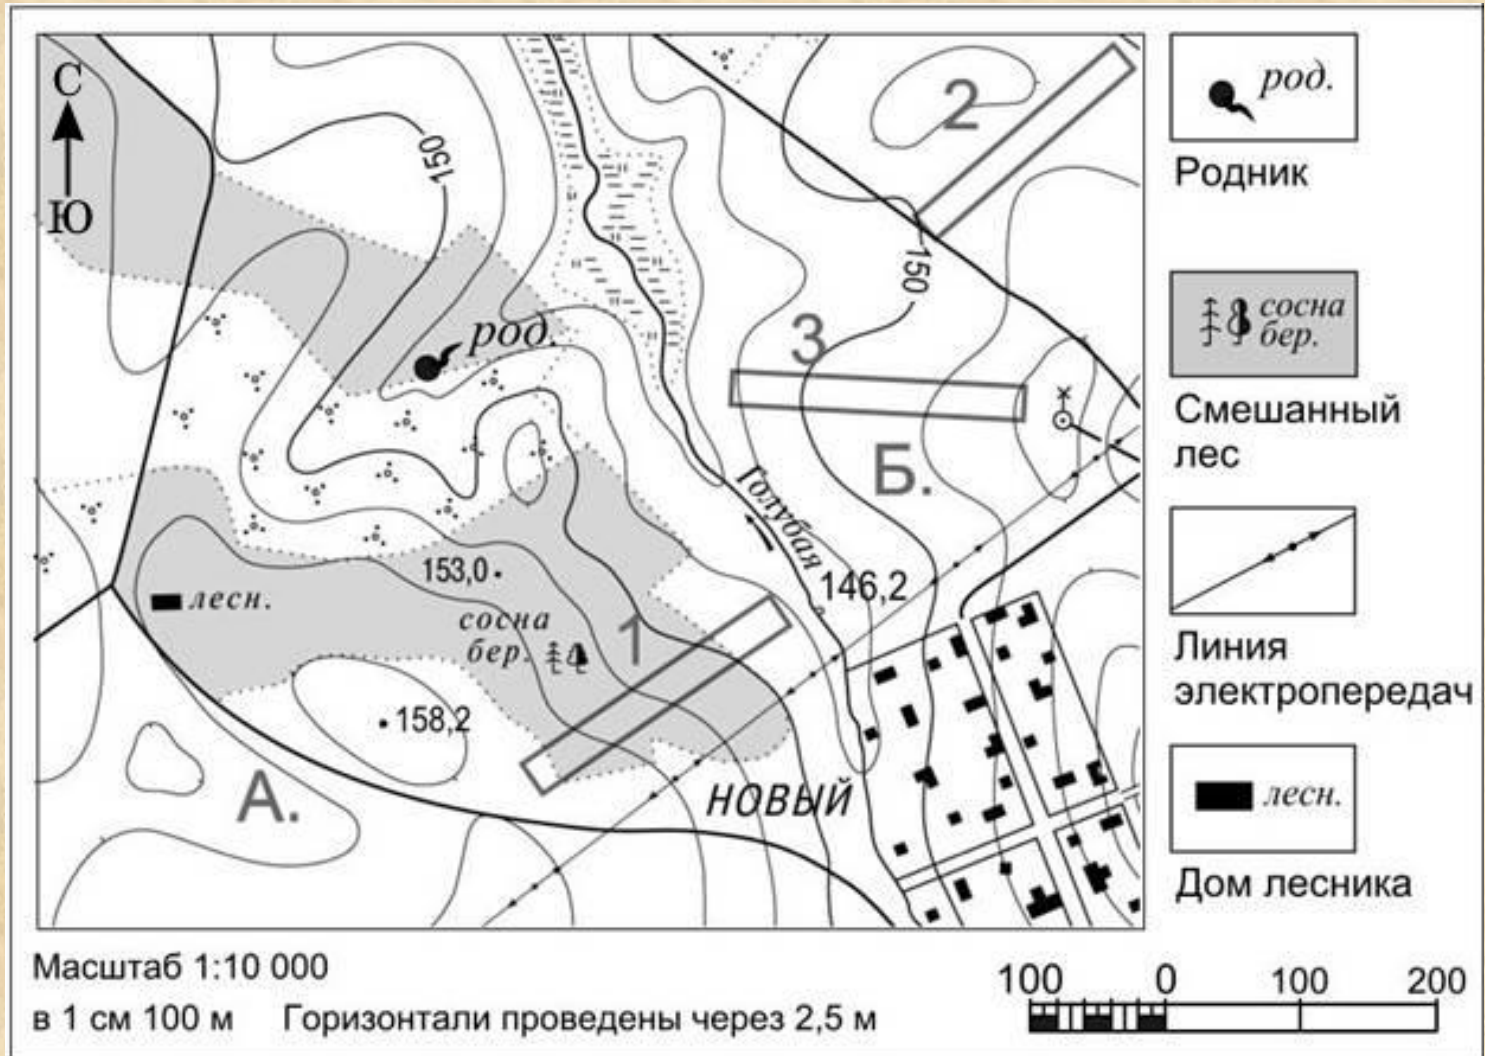 С
Ю
150
род.
2
150
3
Б.
Голубая
146,2
153,0
лесн.
сосна
бер.
1
158,2
А.
НОВЫЙ
род.
Родник
сосна
бер.
Смешанный
лес
Линия
электропередач
лесн.
Дом лесника
Масштаб 1:10 000
в 1 см 100 м Горизонтали проведены через 2,5 м
100 0 100 200